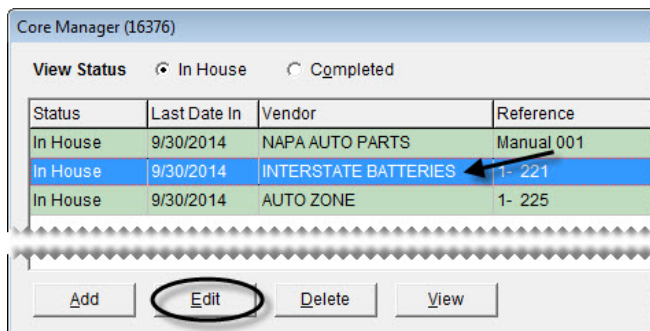 Core Manager (16376)
View Status In House Completed
Status Last Date In Vendor Reference
In House 9/30/2014 NAPA AUTO PARTS Manual 001
In House 9/30/2014 INTERSTATE BATTERIES 1- 221
In House 9/30/2014 AUTO ZONE 1- 225
Add Edit Delete View